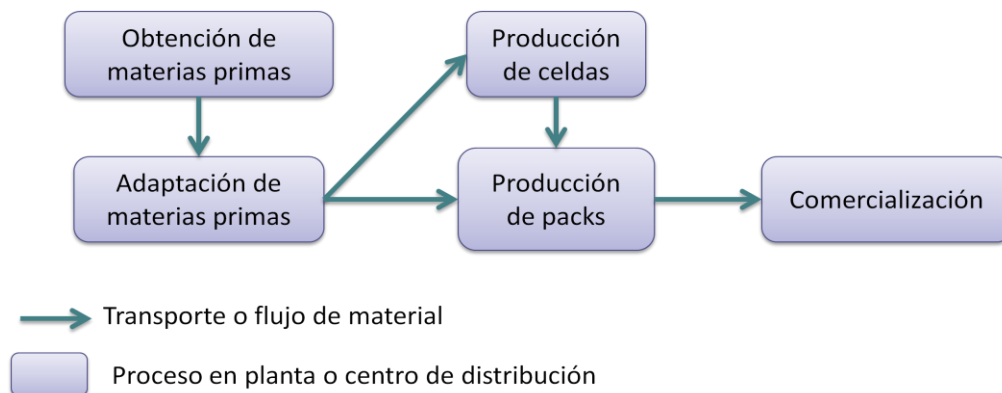 Obtención de
materias primas
Producción
de celdas
Adaptación de
materias primas
Producción
de packs
Comercialización
Transporte o flujo de material
Proceso en planta o centro de distribución